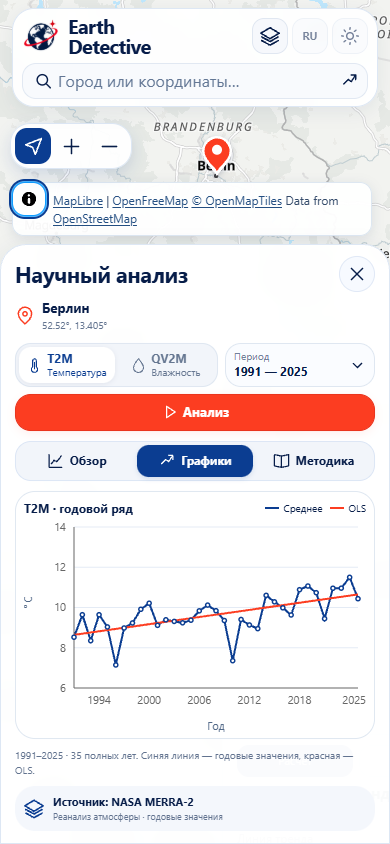 Earth
Detective
RU
Город или координаты...
BRANDENBURG
Berlin
MapLibre | OpenFreeMap © OpenMapTiles Data from
OpenStreetMap
Научный анализ
Берлин
52.52°, 13.405°
T2M
Температура
QV2M
Влажность
Период
1991 — 2025
Анализ
Обзор
Графики
Методика
T2M · годовой ряд
Среднее
OLS
14
12
10
8
6
°C
1994
2000
2006
2012
2018
2025
Год
1991–2025 · 35 полных лет. Синяя линия — годовые значения, красная —
OLS.
Источник: NASA MERRA-2
Реанализ атмосферы · годовые значения